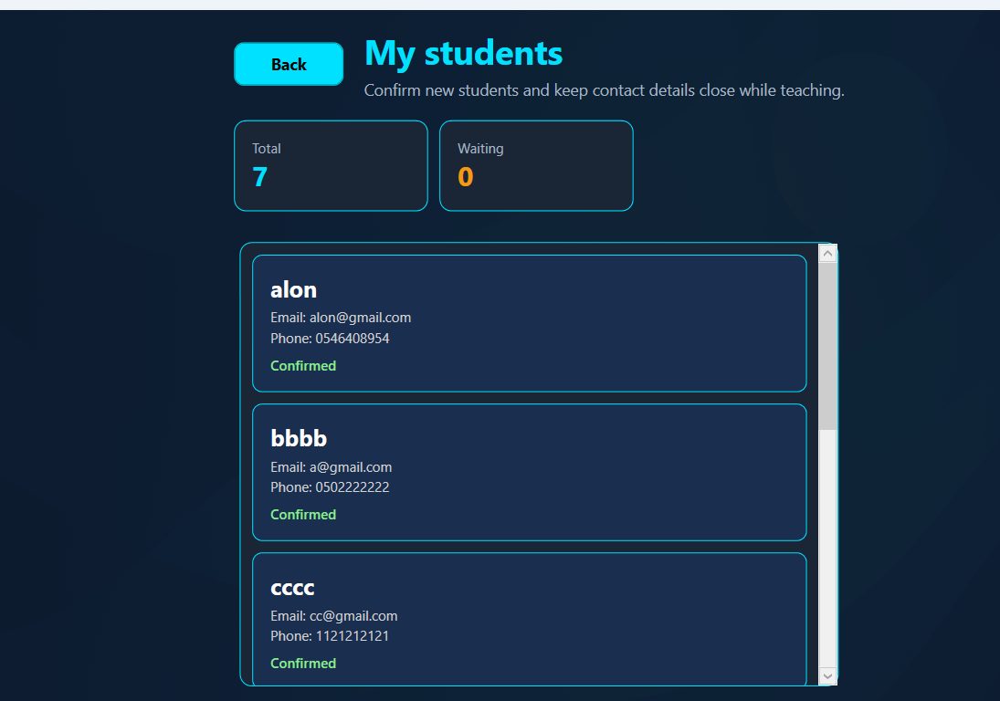 Back
My students
Confirm new students and keep contact details close while teaching.
Total
7
Waiting
0
alon
Email: alon@gmail.com
Phone: 0546408954
Confirmed
bbbb
Email: a@gmail.com
Phone: 0502222222
Confirmed
cccc
Email: cc@gmail.com
Phone: 1121212121
Confirmed